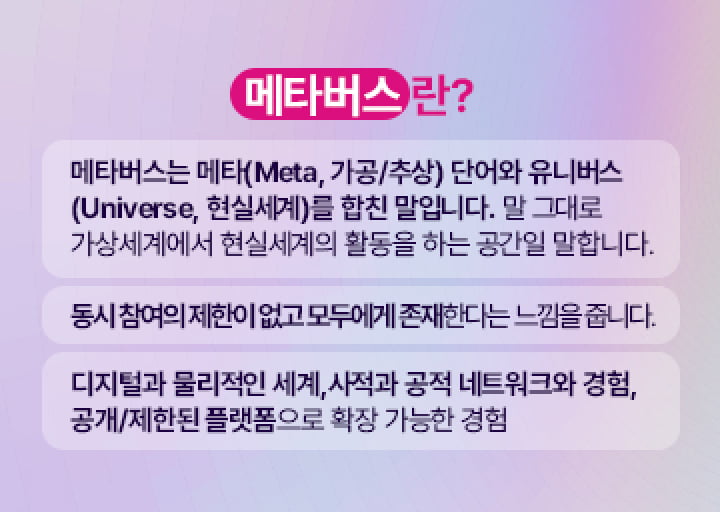 메타버스란?
메타버스는 메타(Meta, 가공/추상) 단어와 유니버스
(Universe, 현실세계)를 합친 말입니다. 말 그대로
가상세계에서 현실세계의 활동을 하는 공간일 말합니다.
동시 참여의 제한이 없고 모두에게 존재한다는 느낌을 줍니다.
디지털과 물리적인 세계,사적과 공적 네트워크와 경험,
공개/제한된 플랫폼으로 확장 가능한 경험